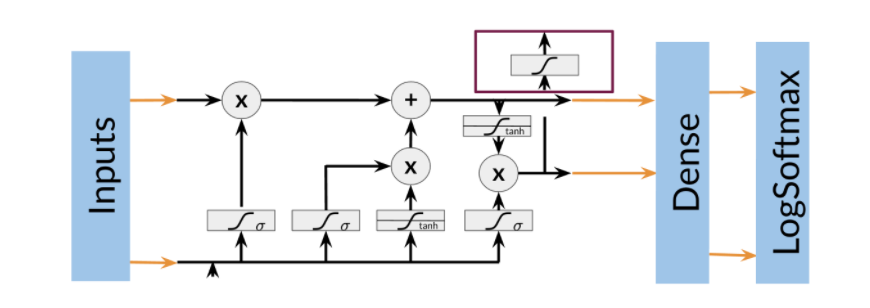 Inputs
x
+
x
x
σ
σ
tanh
tanh
σ
Dense
LogSoftmax